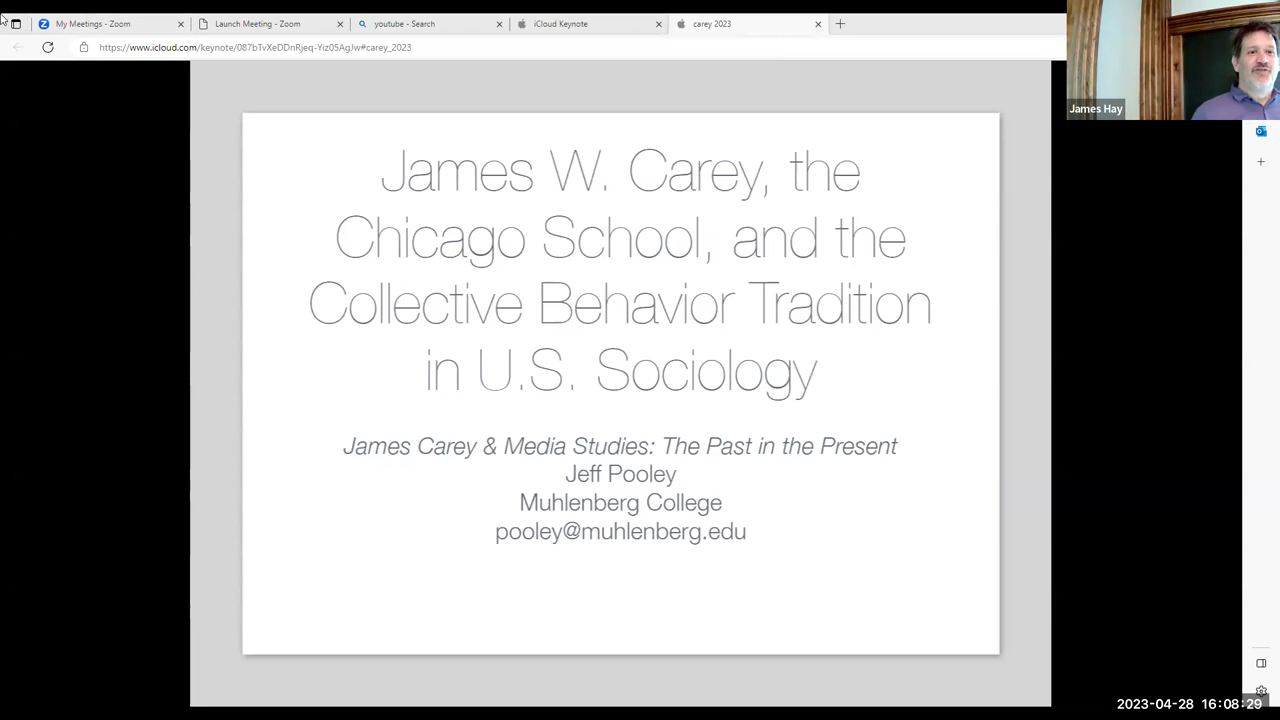 My Meetings - Zoom
Launch Meeting - Zoom
youtube - Search
iCloud Keynote
carey 2023
https://www.icloud.com/keynote/087bTvXeDDnRjeq-Yiz05AgJw#carey_2023
James Hay
James W. Carey, the
Chicago School, and the
Collective Behavior Tradition
in U.S. Sociology
James Carey & Media Studies: The Past in the Present
Jeff Pooley
Muhlenberg College
pooley@muhlenberg.edu
2023-04-28 16:08:29